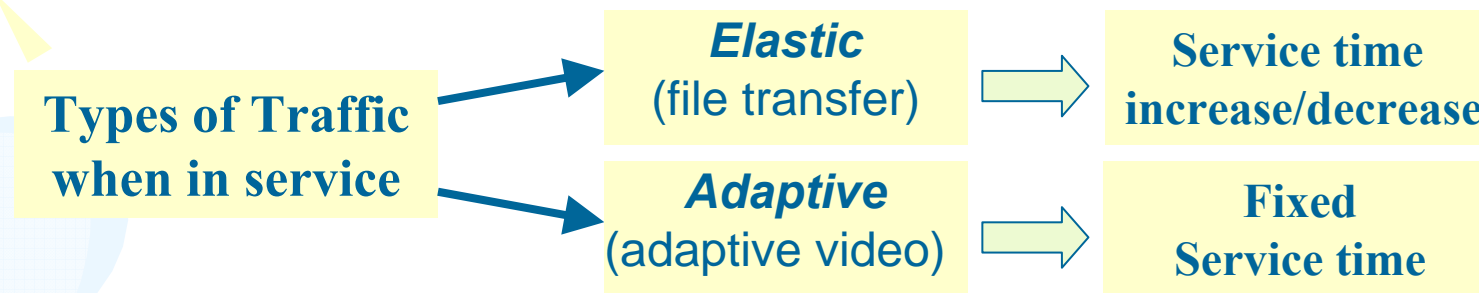 Types of Traffic
when in service
Elastic
(file transfer)
Service time
increase/decrease
Adaptive
(adaptive video)
Fixed
Service time